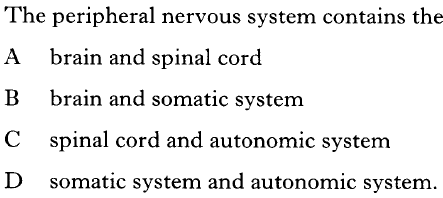 The peripheral nervous system contains the
A brain and spinal cord
B brain and somatic system
C spinal cord and autonomic system
D somatic system and autonomic system.